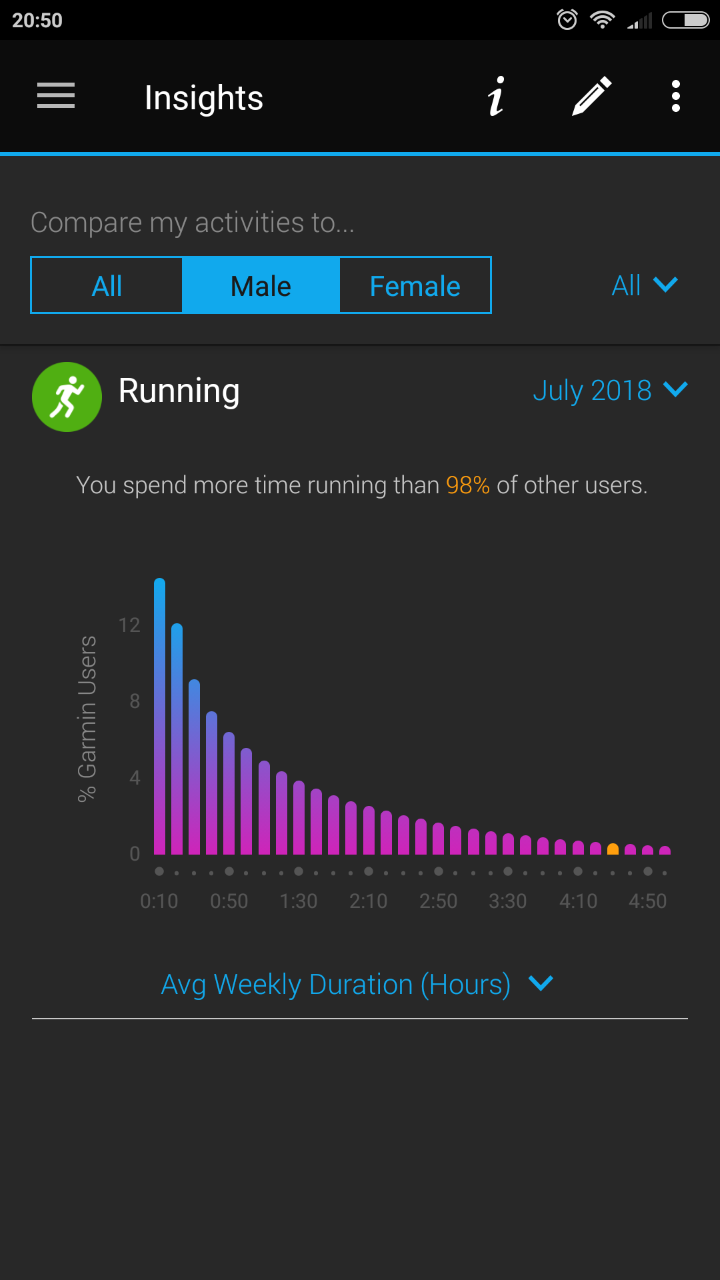 20:50
Insights
Compare my activities to...
All Male Female All
Running July 2018
You spend more time running than 98% of other users.
% Garmin Users
12
8
4
0
0:10 0:50 1:30 2:10 2:50 3:30 4:10 4:50
Avg Weekly Duration (Hours)